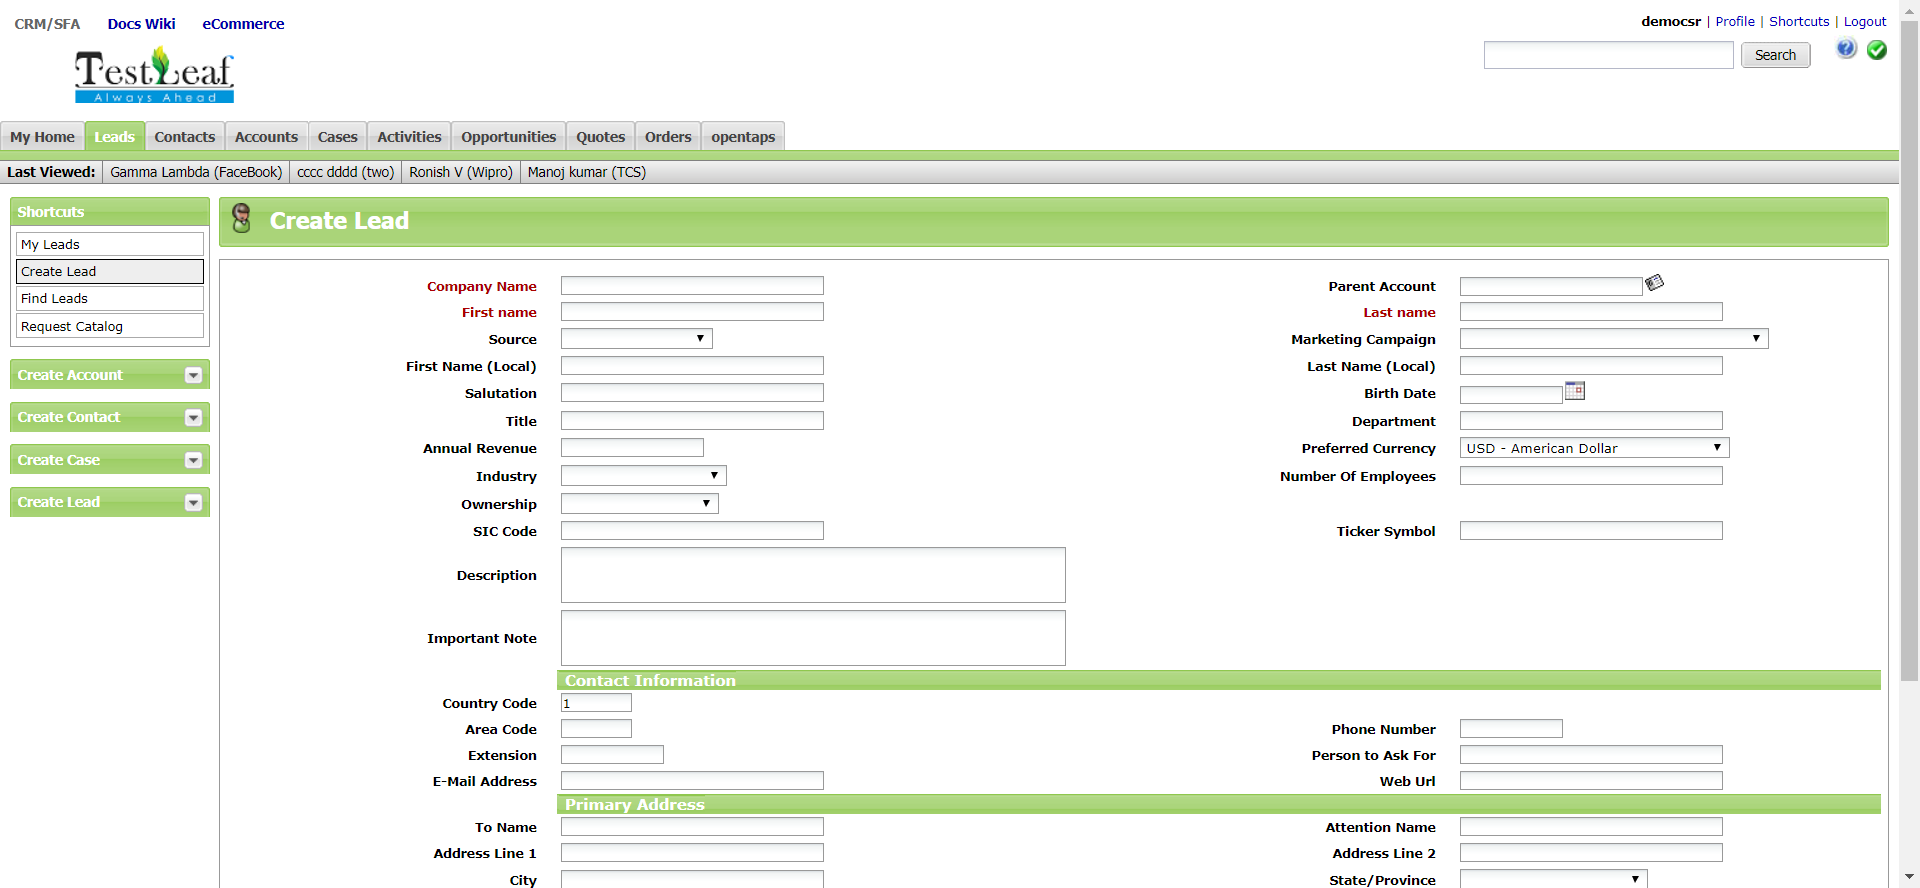 CRM/SFA Docs Wiki eCommerce
democsr | Profile | Shortcuts | Logout
Search
TestLeaf
Always Ahead
My Home Leads Contacts Accounts Cases Activities Opportunities Quotes Orders opentaps
Last Viewed: Gamma Lambda (FaceBook) cccc dddd (two) Ronish V (Wipro) Manoj kumar (TCS)
Shortcuts
My Leads
Create Lead
Find Leads
Request Catalog
Create Account
Create Contact
Create Case
Create Lead
Create Lead
Company Name Parent Account
First name Last name
Source Marketing Campaign
First Name (Local) Last Name (Local)
Salutation Birth Date
Title Department
Annual Revenue Preferred Currency USD - American Dollar
Industry Number Of Employees
Ownership
SIC Code Ticker Symbol
Description
Important Note
Contact Information
Country Code 1
Area Code Phone Number
Extension Person to Ask For
E-Mail Address Web Url
Primary Address
To Name Attention Name
Address Line 1 Address Line 2
City State/Province